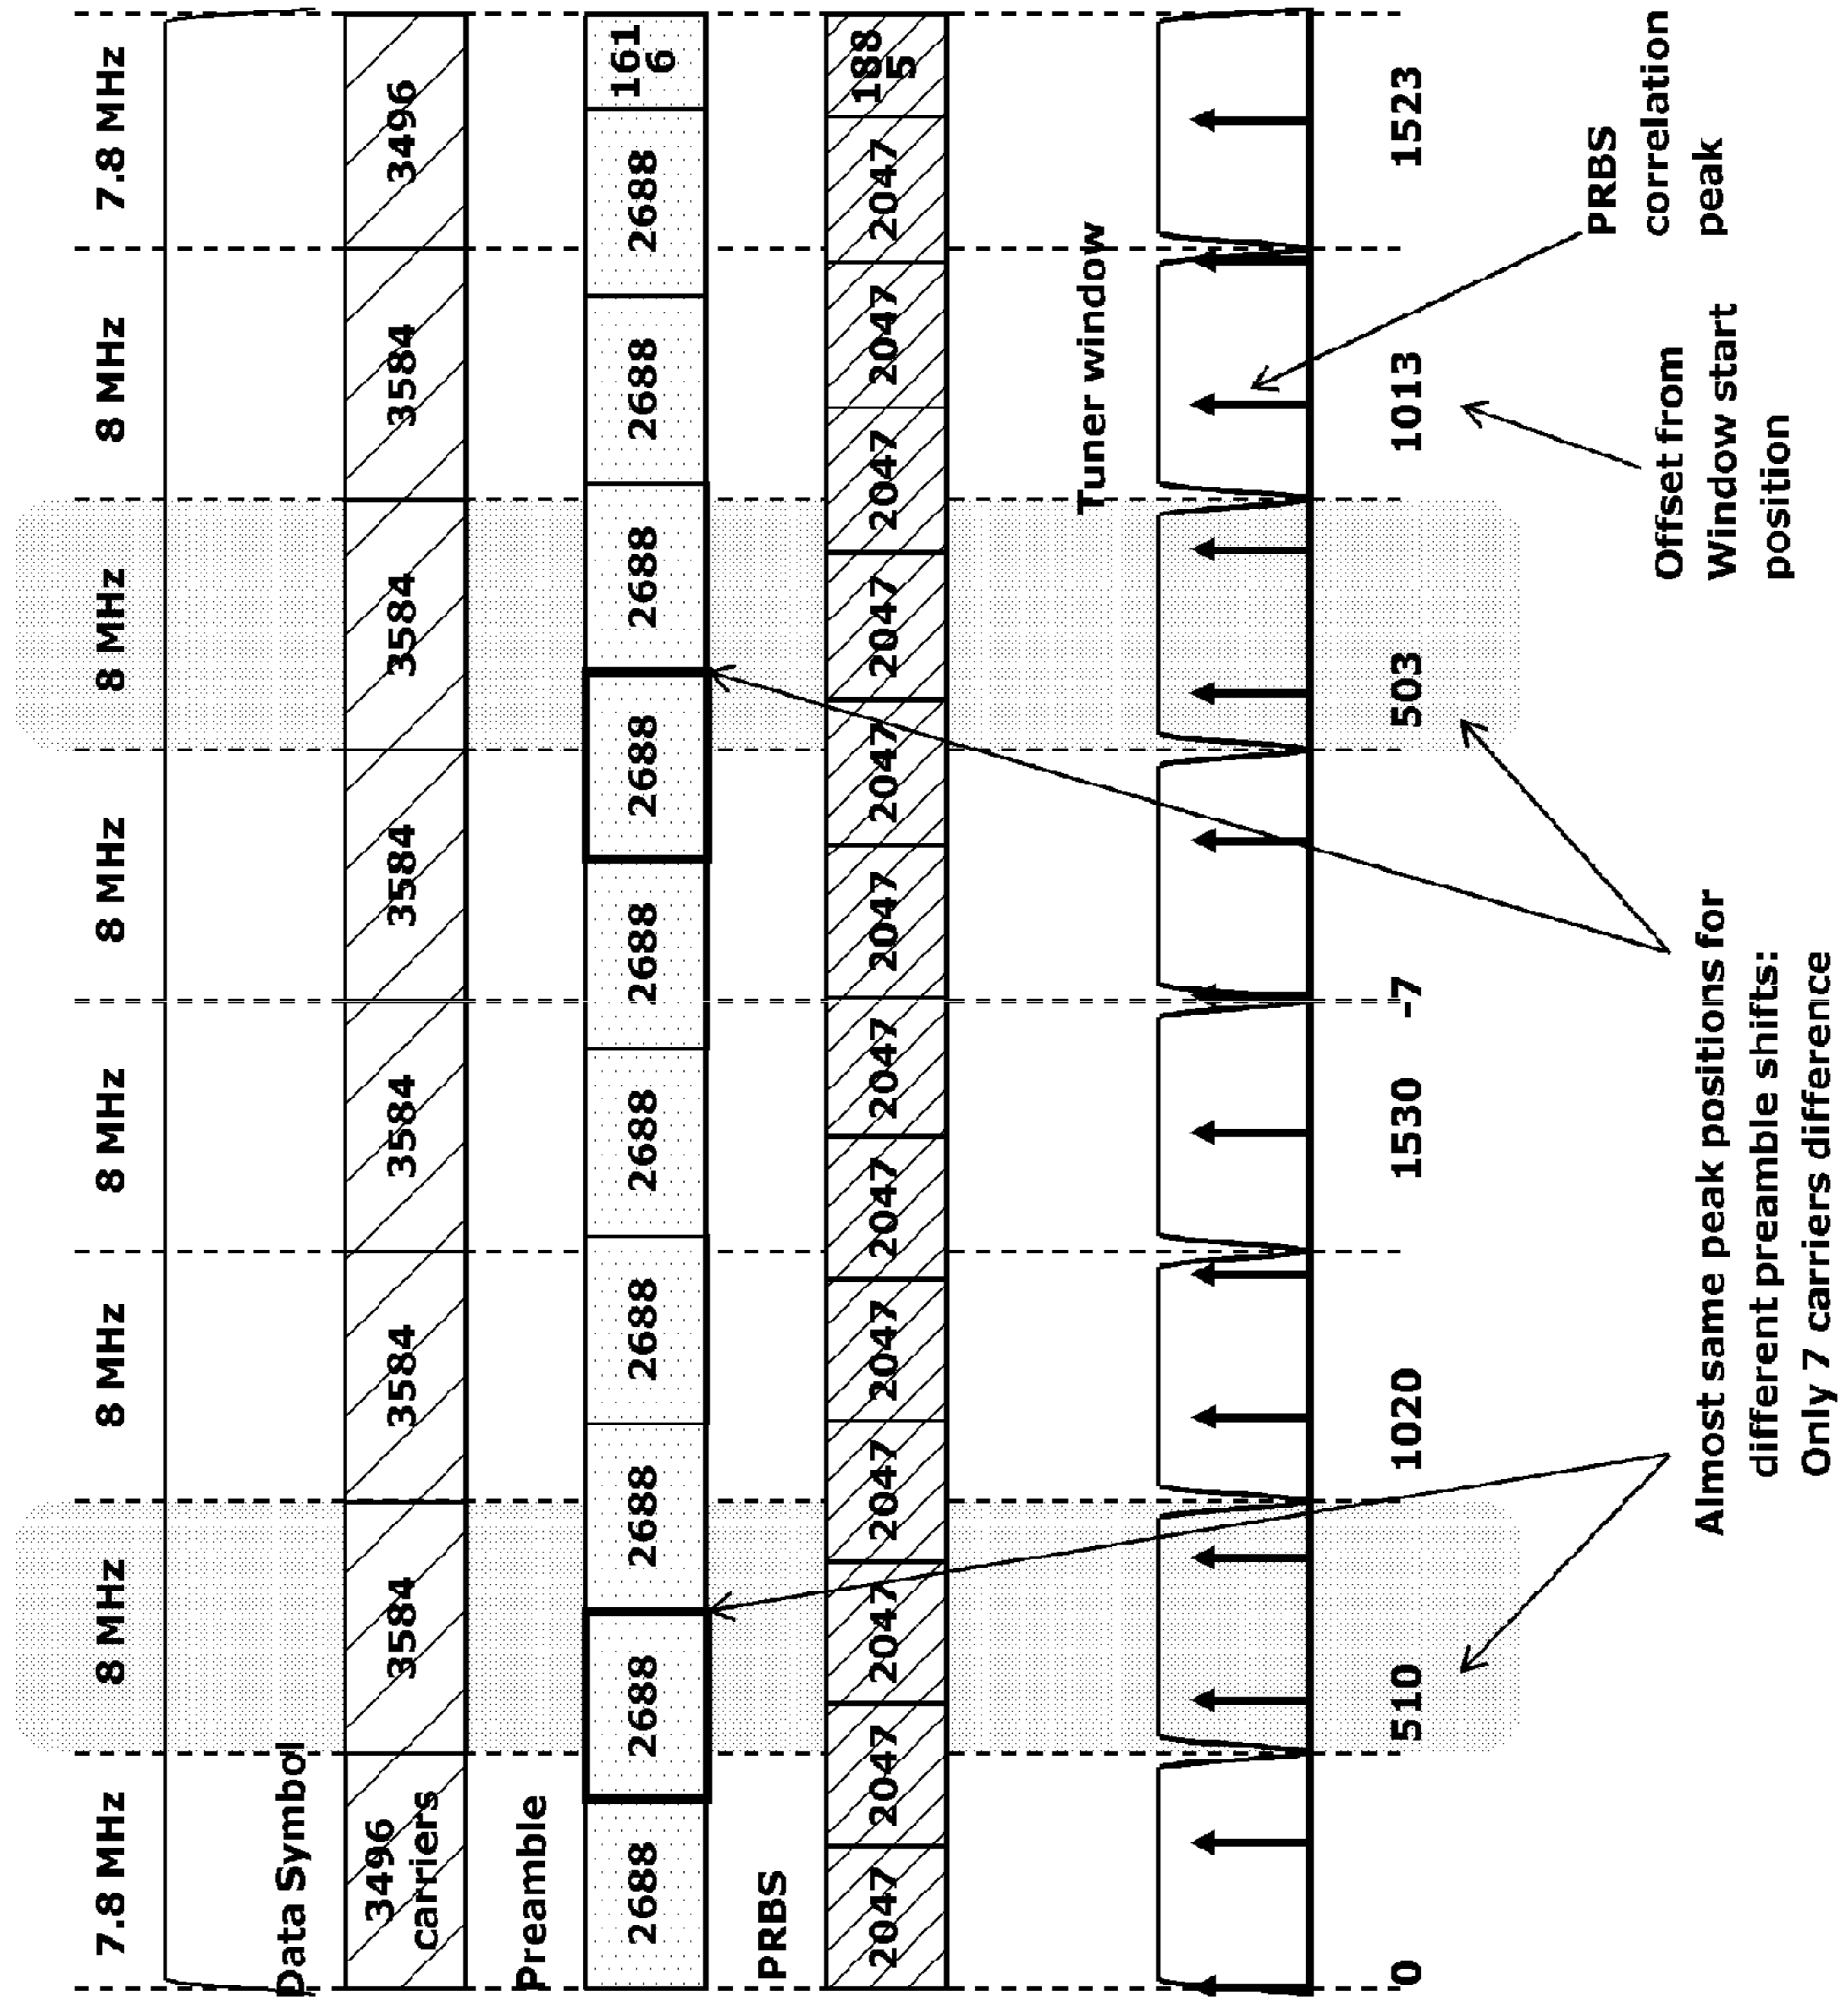 7.8 MHz 8 MHz 8 MHz 8 MHz 8 MHz 8 MHz 8 MHz 7.8 MHz
Data Symbol
3496 carriers 3584 3584 3584 3584 3584 3584 3496
Preamble
2688 2688 2688 2688 2688 2688 2688 2688 2688 2688 1616
PRBS
2047 2047 2047 2047 2047 2047 2047 2047 2047 2047 2047 2047 2047 1885
Tuner window
0 510 1020 1530 -7 503 1013 1523
PRBS
correlation
peak
Offset from
Window start
position
Almost same peak positions for
different preamble shifts:
Only 7 carriers difference